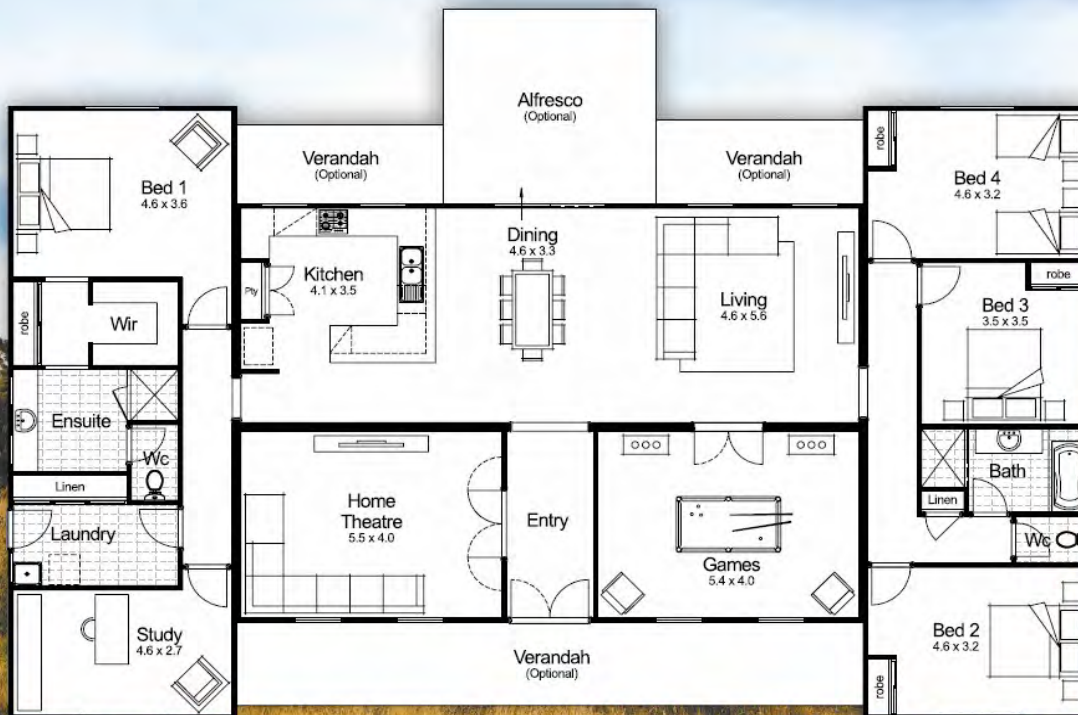 Alfresco
(Optional)
Verandah
(Optional)
Verandah
(Optional)
Bed 1
4.6 x 3.6
robe
Bed 4
4.6 x 3.2
Dining
4.6 x 3.3
Kitchen
4.1 x 3.5
Pty
Living
4.6 x 5.6
robe
Bed 3
3.5 x 3.5
robe
Wir
Ensuite
Wc
Linen
Laundry
Home
Theatre
5.5 x 4.0
Entry
Games
5.4 x 4.0
Bath
Linen
Wc
Study
4.6 x 2.7
Verandah
(Optional)
Bed 2
4.6 x 3.2
robe